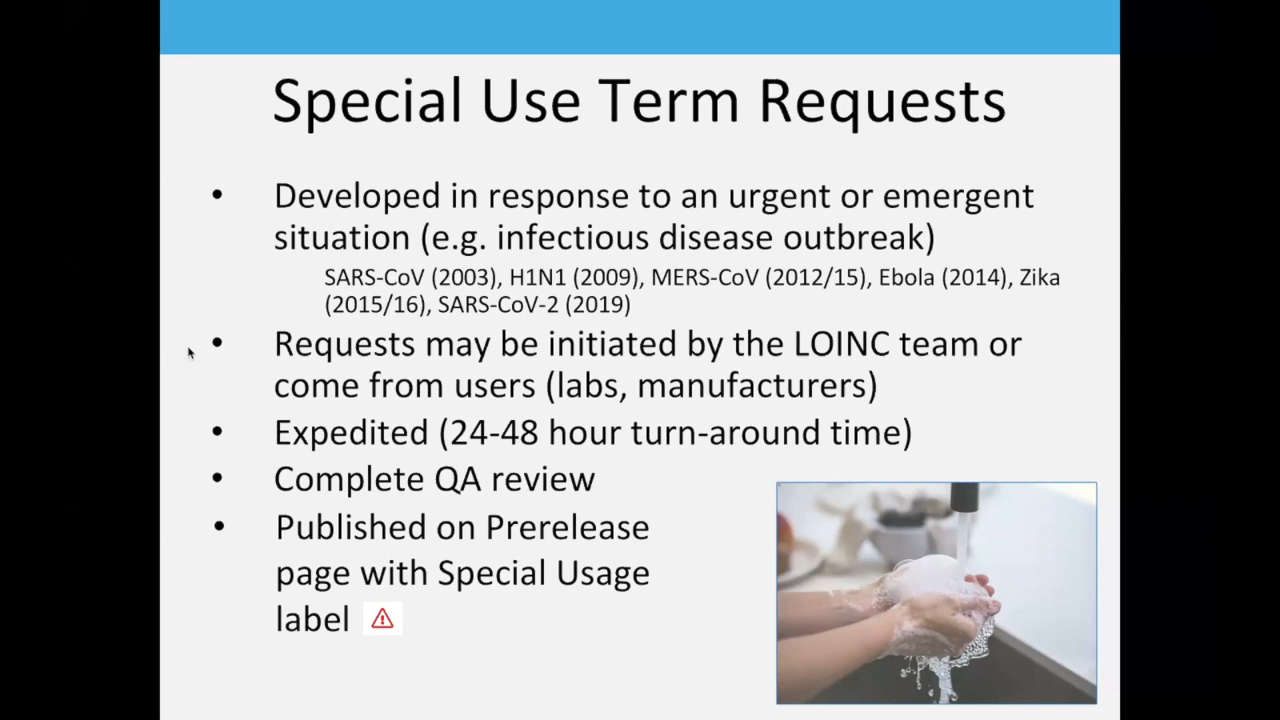 Special Use Term Requests
• Developed in response to an urgent or emergent
situation (e.g. infectious disease outbreak)
SARS-CoV (2003), H1N1 (2009), MERS-CoV (2012/15), Ebola (2014), Zika
(2015/16), SARS-CoV-2 (2019)
• Requests may be initiated by the LOINC team or
come from users (labs, manufacturers)
• Expedited (24-48 hour turn-around time)
• Complete QA review
• Published on Prerelease
page with Special Usage
label